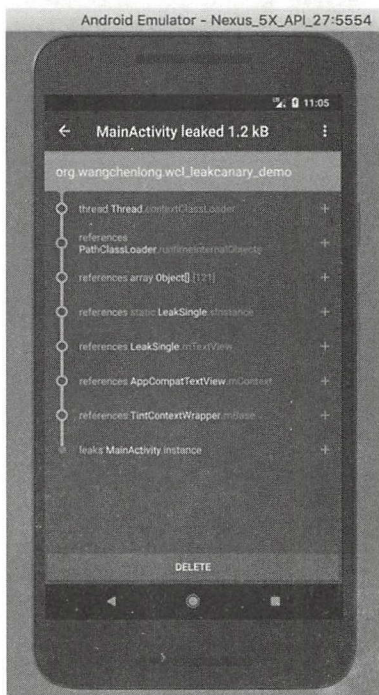 Android Emulator - Nexus_5X_API_27:5554
11:05
MainActivity leaked 1.2 kB
org.wangchenlong.wcl_leakcanary_demo
thread Thread.contextClassLoader
references
PathClassLoader.runtimeInternalObjects
references array Object[].[121]
references static LeakSingle.sInstance
references LeakSingle.mTextView
references AppCompatTextView.mContext
references TintContextWrapper.mBase
leaks MainActivity.instance
DELETE